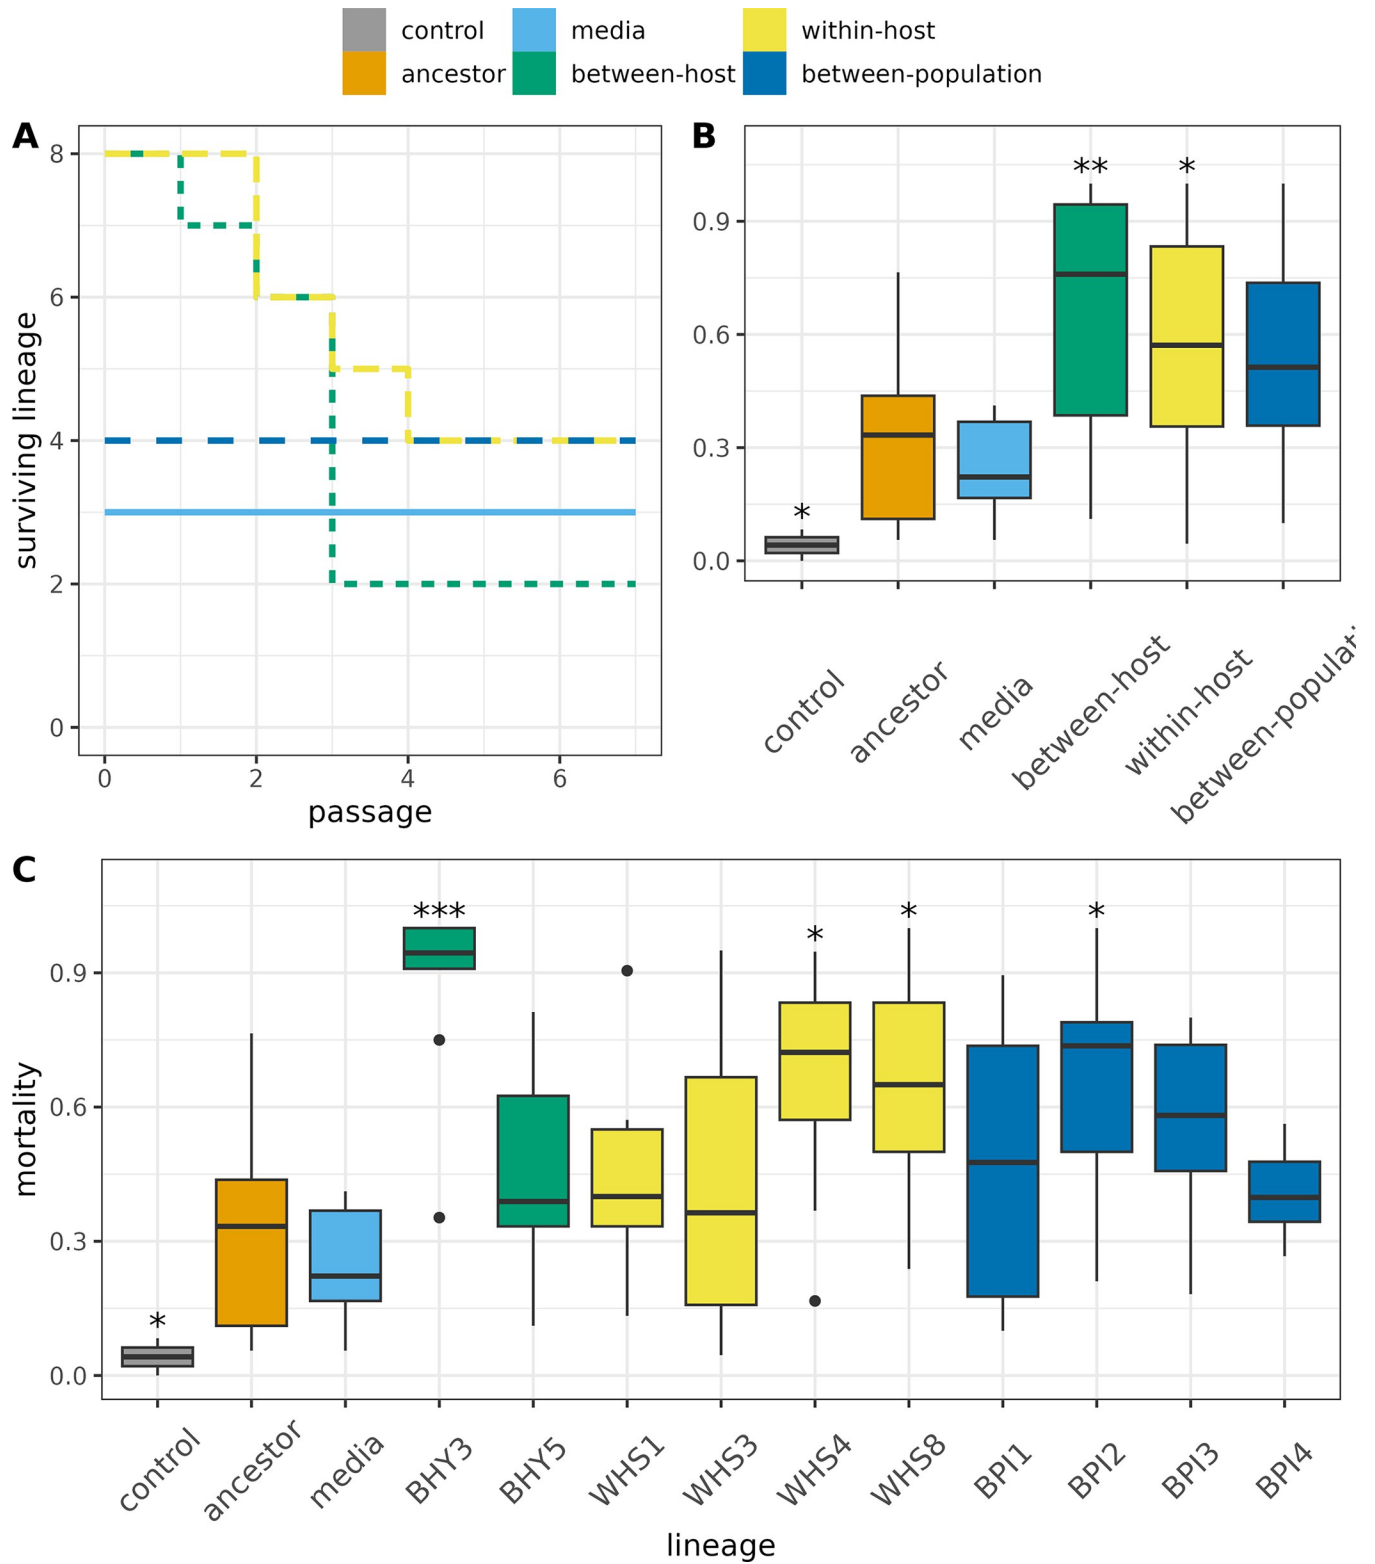 control media within-host
ancestor between-host between-population
A
8
6
4
2
0
surviving lineage
0 2 4 6
passage
B
** *
*
0.9
0.6
0.3
0.0
control ancestor media between-host within-host between-populati
C
*** * * *
*
*
0.9
0.6
0.3
0.0
mortality
control ancestor media BHY3 BHY5 WHS1 WHS3 WHS4 WHS8 BPI1 BPI2 BPI3 BPI4
lineage